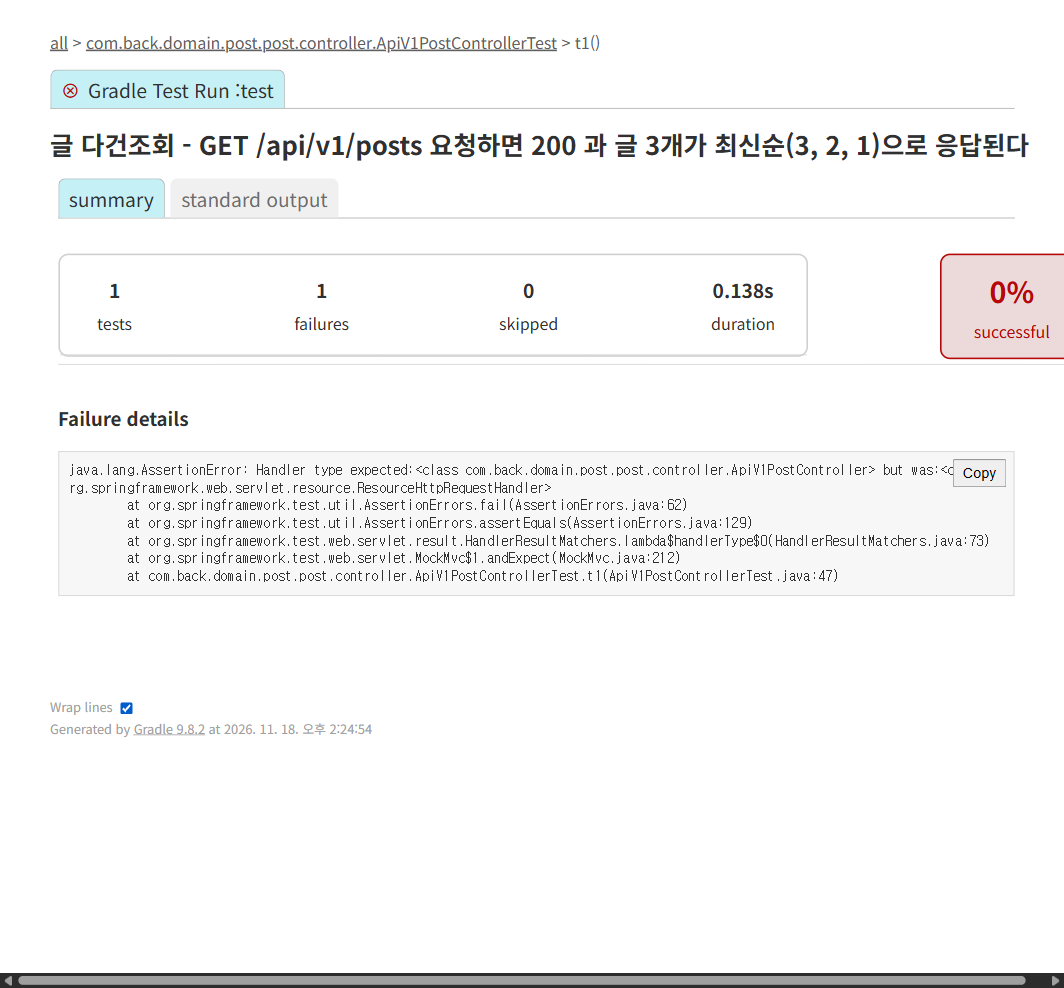 all > com.back.domain.post.post.controller.ApiV1PostControllerTest > t1()
Gradle Test Run :test
글 다건조회 - GET /api/v1/posts 요청하면 200 과 글 3개가 최신순(3, 2, 1)으로 응답된다
summary standard output
1 1 0 0.138s 0%
tests failures skipped duration successful
Failure details
java.lang.AssertionError: Handler type expected:<class com.back.domain.post.post.controller.ApiV1PostController> but was:<c
Copy
rg.springframework.web.servlet.resource.ResourceHttpRequestHandler>
at org.springframework.test.util.AssertionErrors.fail(AssertionErrors.java:62)
at org.springframework.test.util.AssertionErrors.assertEquals(AssertionErrors.java:129)
at org.springframework.test.web.servlet.result.HandlerResultMatchers.lambda$handlerType$0(HandlerResultMatchers.java:73)
at org.springframework.test.web.servlet.MockMvc$1.andExpect(MockMvc.java:212)
at com.back.domain.post.post.controller.ApiV1PostControllerTest.t1(ApiV1PostControllerTest.java:47)
Wrap lines
Generated by Gradle 9.8.2 at 2026. 11. 18. 오후 2:24:54